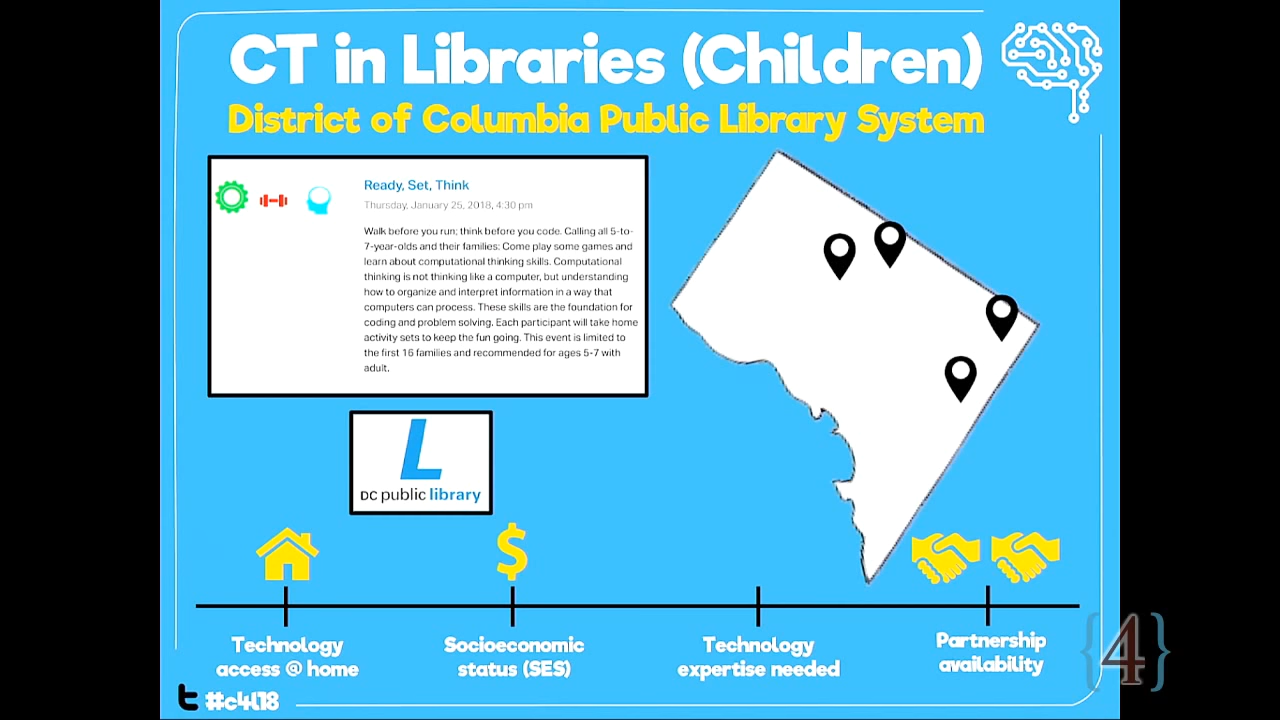 CT in Libraries (Children)
District of Columbia Public Library System
Ready, Set, Think
Thursday, January 25, 2018, 4:30 pm
Walk before you run; think before you code. Calling all 5-to-
7-year-olds and their families: Come play some games and
learn about computational thinking skills. Computational
thinking is not thinking like a computer, but understanding
how to organize and interpret information in a way that
computers can process. These skills are the foundation for
coding and problem solving. Each participant will take home
activity sets to keep the fun going. This event is limited to
the first 16 families and recommended for ages 5-7 with
adult.
L
DC public library
$
Technology
access @ home
Socioeconomic
status (SES)
Technology
expertise needed
Partnership
availability
{4}
#c4l18